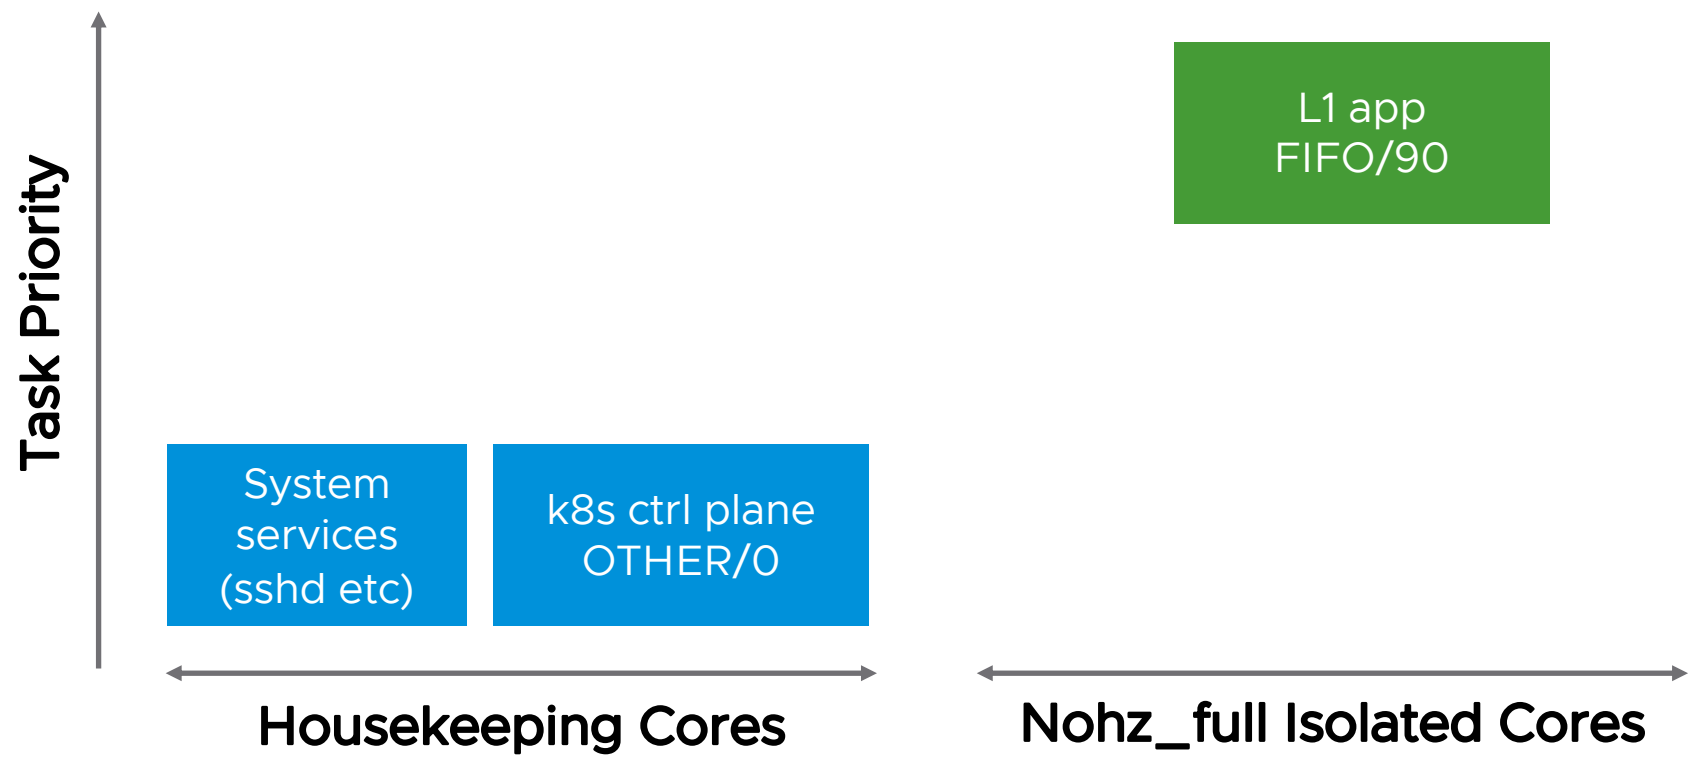 Task Priority
L1 app
FIFO/90
System
services
(sshd etc)
k8s ctrl plane
OTHER/0
Housekeeping Cores
Nohz_full Isolated Cores